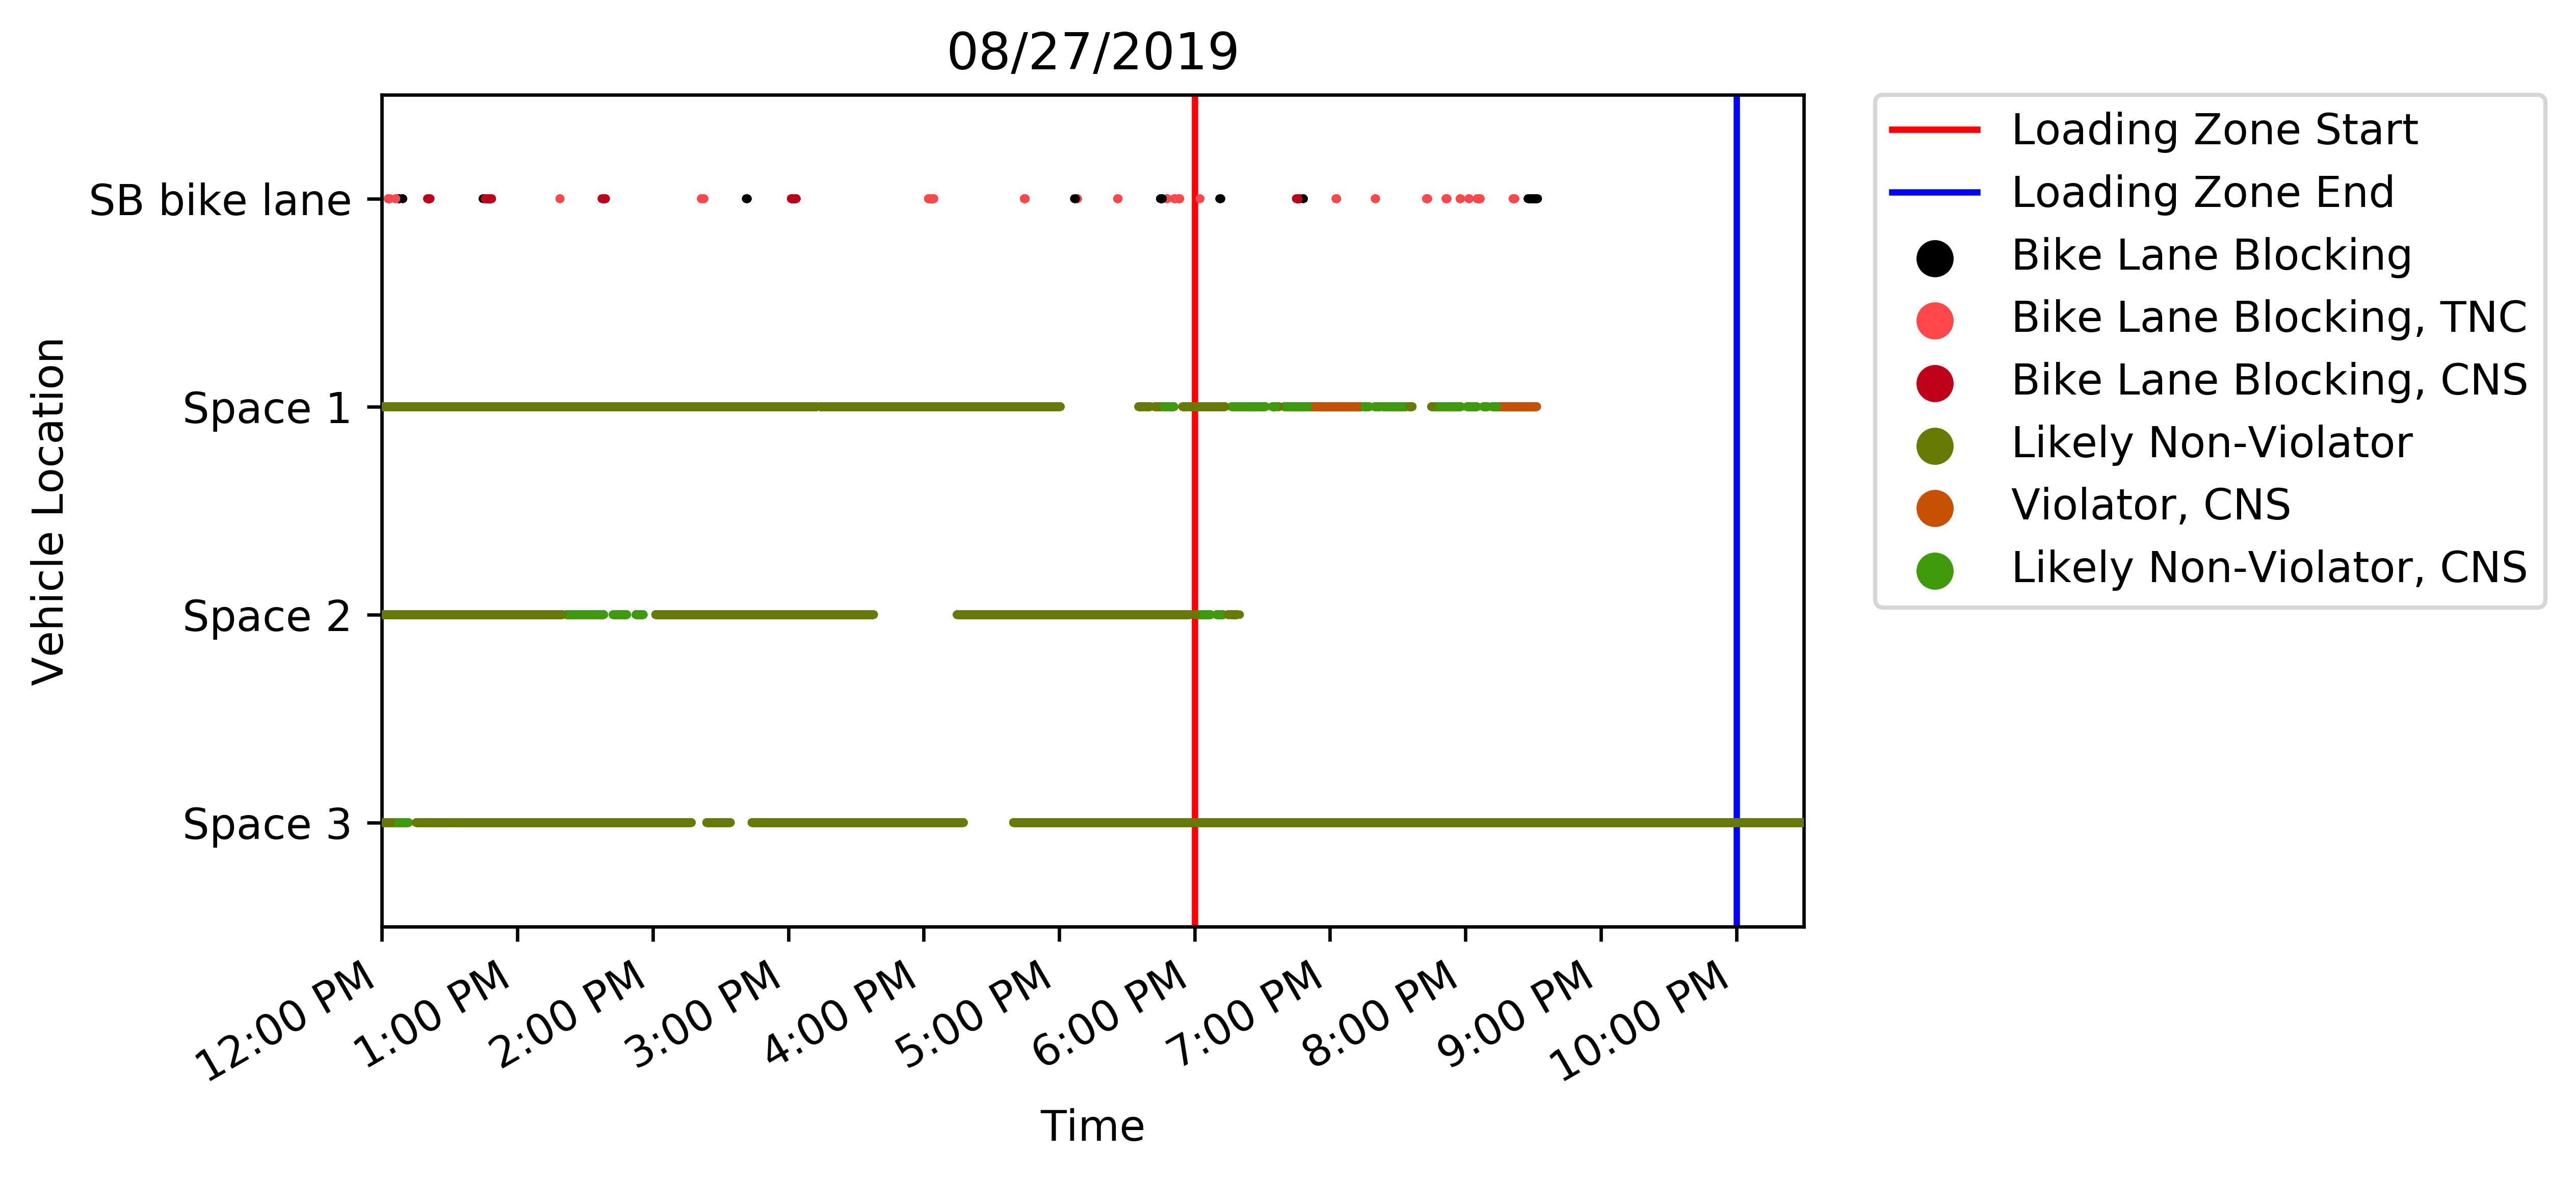 08/27/2019
SB bike lane
Space 1
Space 2
Space 3
Vehicle Location
12:00 PM
1:00 PM
2:00 PM
3:00 PM
4:00 PM
5:00 PM
6:00 PM
7:00 PM
8:00 PM
9:00 PM
10:00 PM
Time
Loading Zone Start
Loading Zone End
Bike Lane Blocking
Bike Lane Blocking, TNC
Bike Lane Blocking, CNS
Likely Non-Violator
Violator, CNS
Likely Non-Violator, CNS